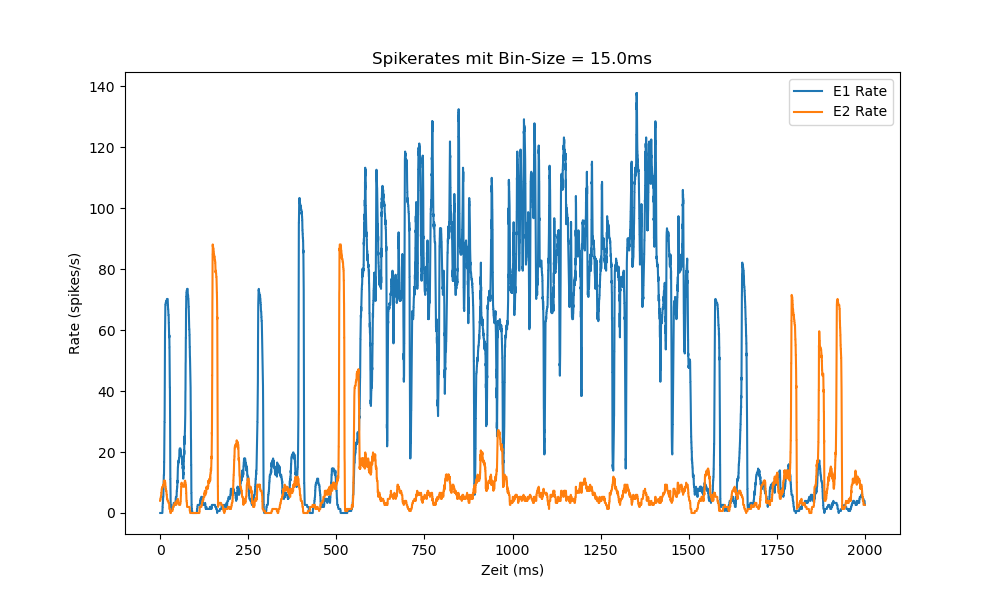 Spikerates mit Bin-Size = 15.0ms
E1 Rate
E2 Rate
Rate (spikes/s)
140
120
100
80
60
40
20
0
0 250 500 750 1000 1250 1500 1750 2000
Zeit (ms)